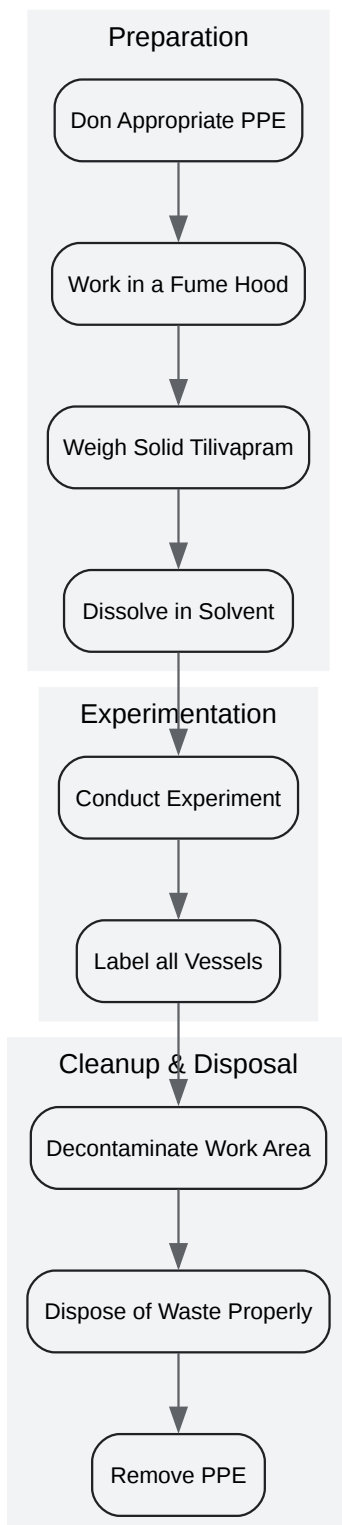 Preparation
Don Appropriate PPE
Work in a Fume Hood
Weigh Solid Tilivapram
Dissolve in Solvent
Experimentation
Conduct Experiment
Label all Vessels
Cleanup & Disposal
Decontaminate Work Area
Dispose of Waste Properly
Remove PPE